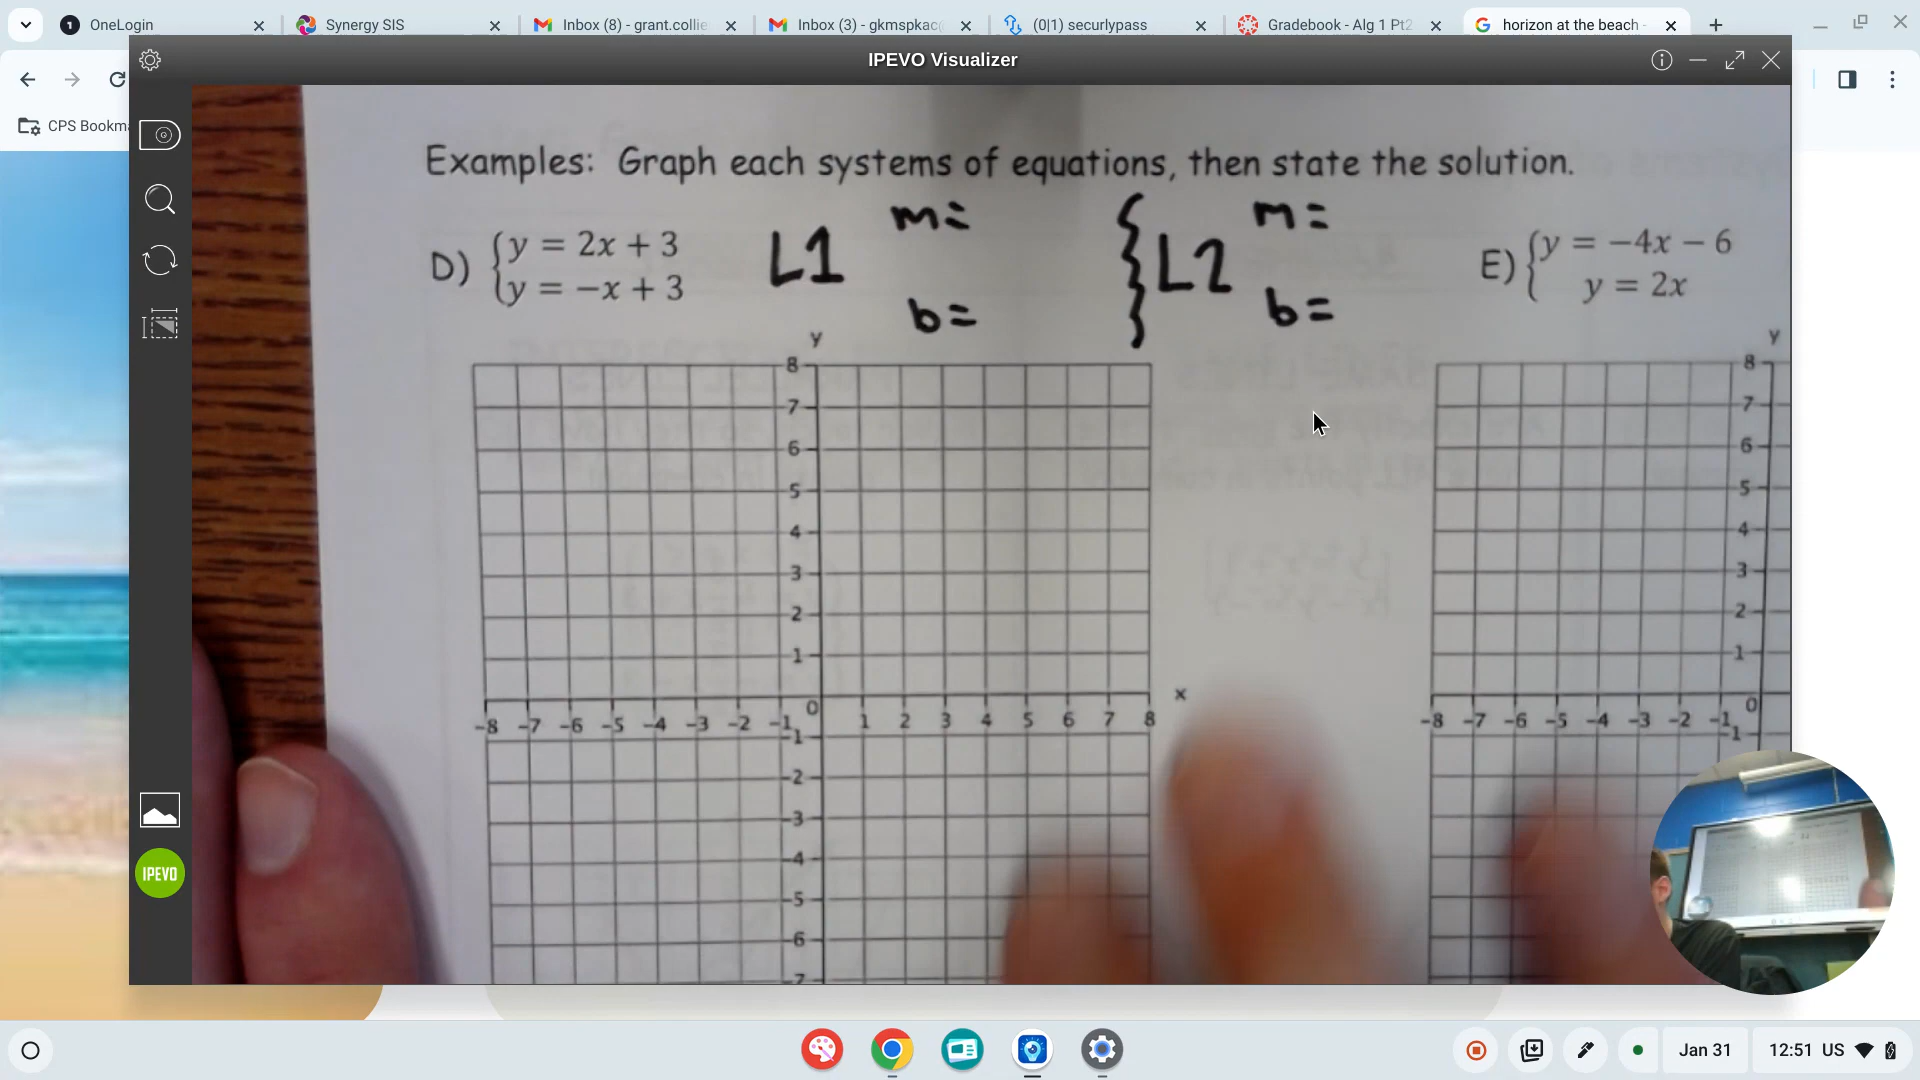 OneLogin
Synergy SIS
Inbox (8) - grant.collie
Inbox (3) - gkmspkac
(0|1) securlypass
Gradebook - Alg 1 Pt2
horizon at the beach -
IPEVO Visualizer
CPS Bookma
Examples: Graph each systems of equations, then state the solution.
D) { y = 2x + 3
y = −x + 3
L1 m=
b=
{ L2 m=
b=
E) { y = −4x − 6
y = 2x
y
8
7
6
5
4
3
2
1
0
x
-8 -7 -6 -5 -4 -3 -2 -1 1 2 3 4 5 6 7 8
-1
-2
-3
-4
-5
-6
-7
y
8
7
6
5
4
3
2
1
0
-8 -7 -6 -5 -4 -3 -2 -1
-1
IPEVO
Jan 31
12:51 US